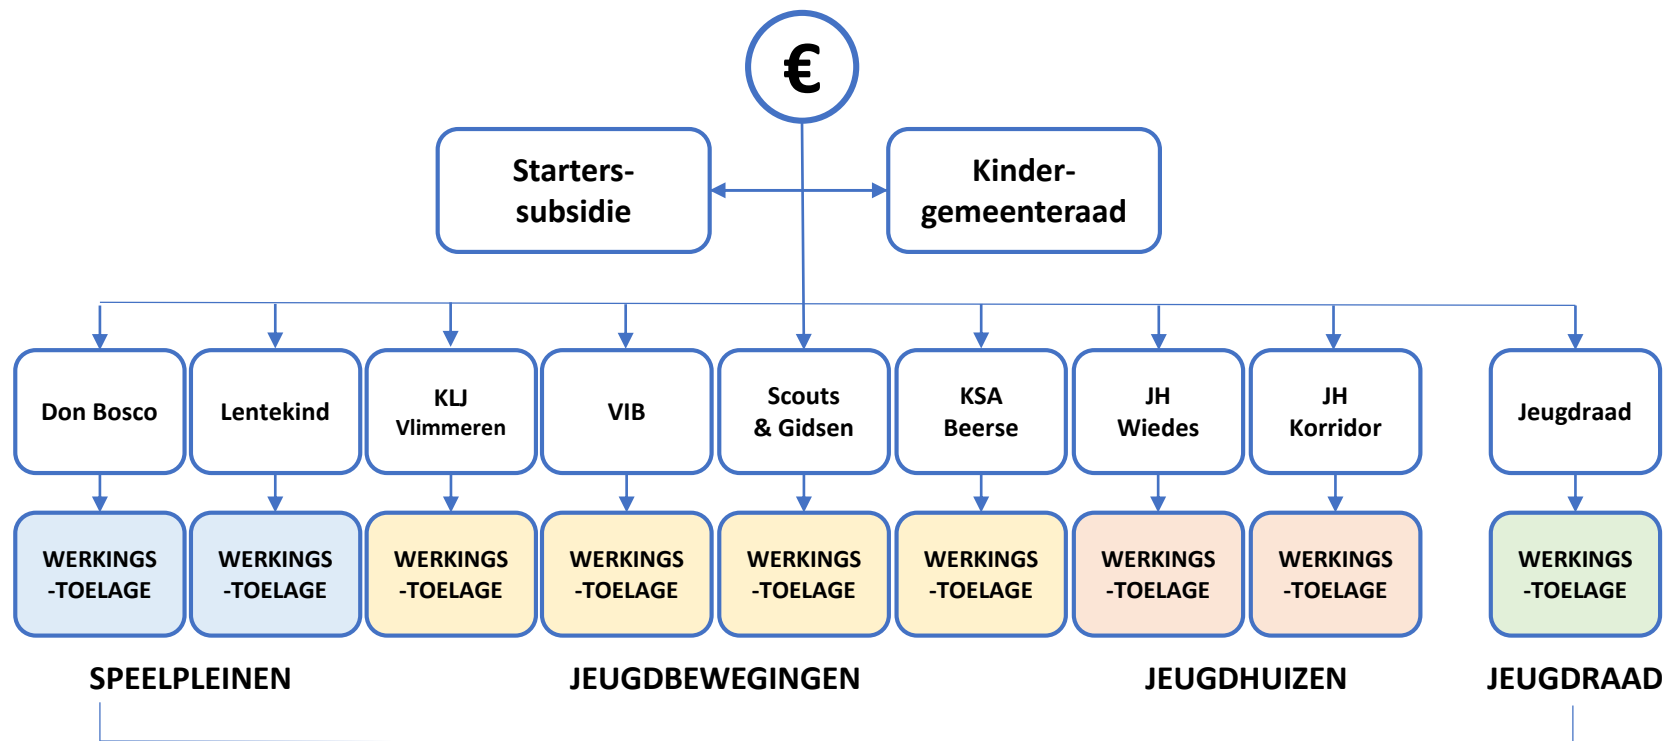 €
Starters-
subsidie
Kinder-
gemeenteraad
Don Bosco
Lentekind
KLJ
Vlimmeren
VIB
Scouts
& Gidsen
KSA
Beerse
JH
Wiedes
JH
Korridor
Jeugdraad
WERKINGS
-TOELAGE
WERKINGS
-TOELAGE
WERKINGS
-TOELAGE
WERKINGS
-TOELAGE
WERKINGS
-TOELAGE
WERKINGS
-TOELAGE
WERKINGS
-TOELAGE
WERKINGS
-TOELAGE
WERKINGS
-TOELAGE
SPEELPLEINEN
JEUGDBEWEGINGEN
JEUGDHUIZEN
JEUGDRAAD